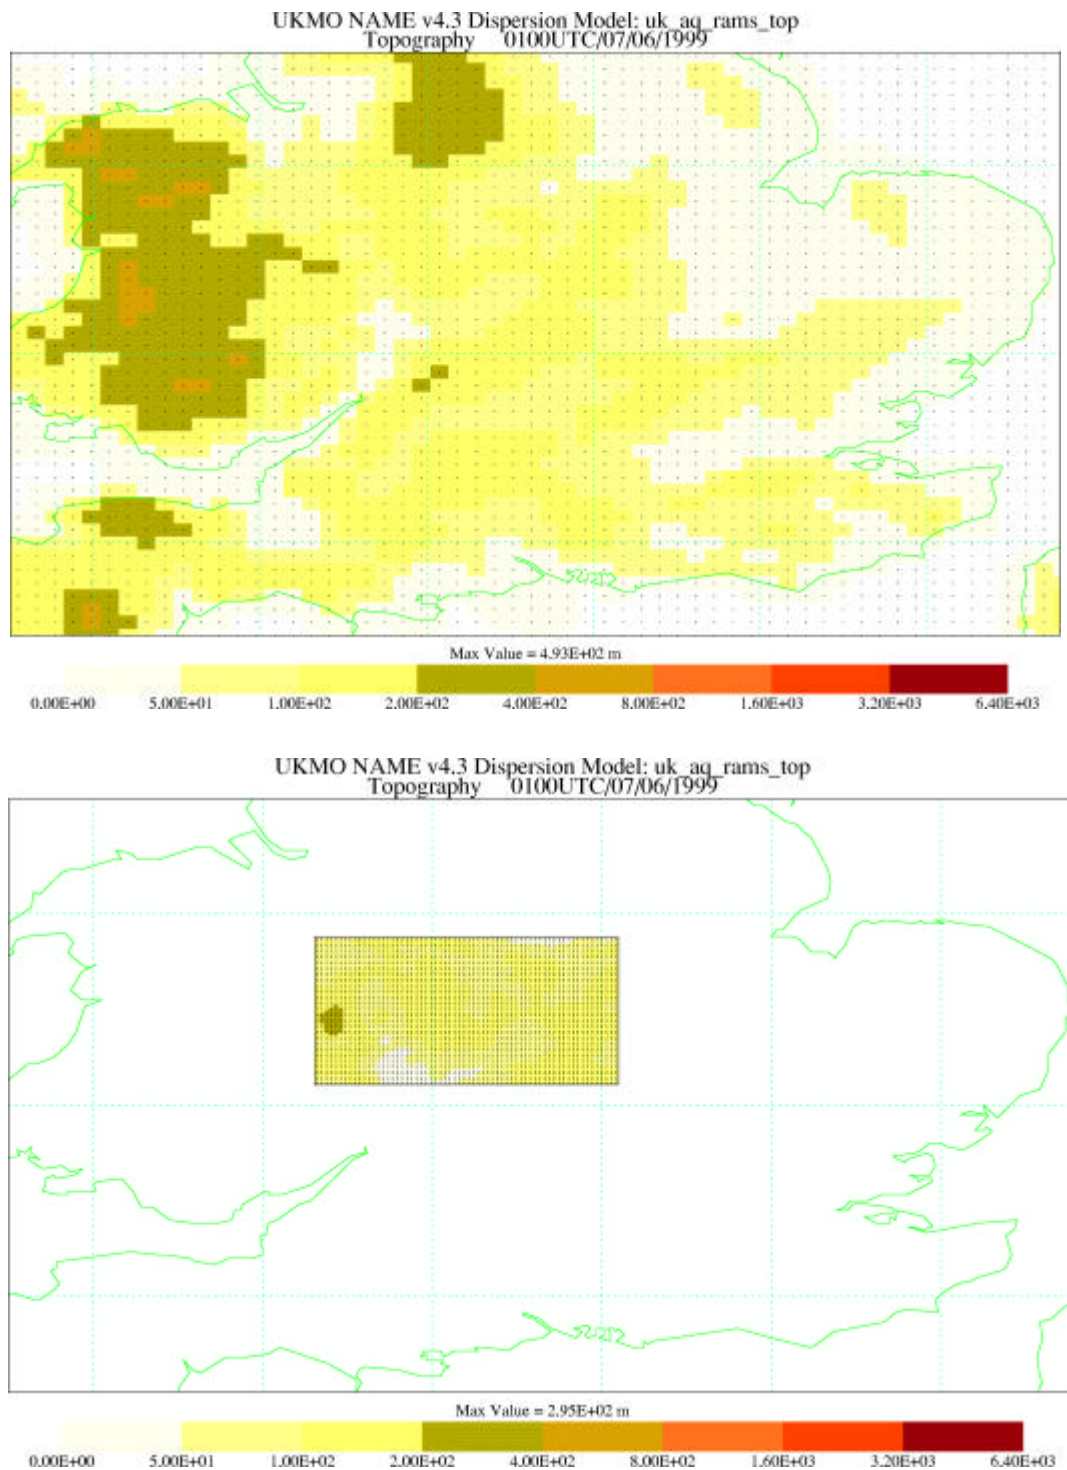 UKMO NAME v4.3 Dispersion Model: uk_aq_rams_top
Topography 0100UTC/07/06/1999
Max Value = 4.93E+02 m
0.00E+00 5.00E+01 1.00E+02 2.00E+02 4.00E+02 8.00E+02 1.60E+03 3.20E+03 6.40E+03
UKMO NAME v4.3 Dispersion Model: uk_aq_rams_top
Topography 0100UTC/07/06/1999
Max Value = 2.95E+02 m
0.00E+00 5.00E+01 1.00E+02 2.00E+02 4.00E+02 8.00E+02 1.60E+03 3.20E+03 6.40E+03